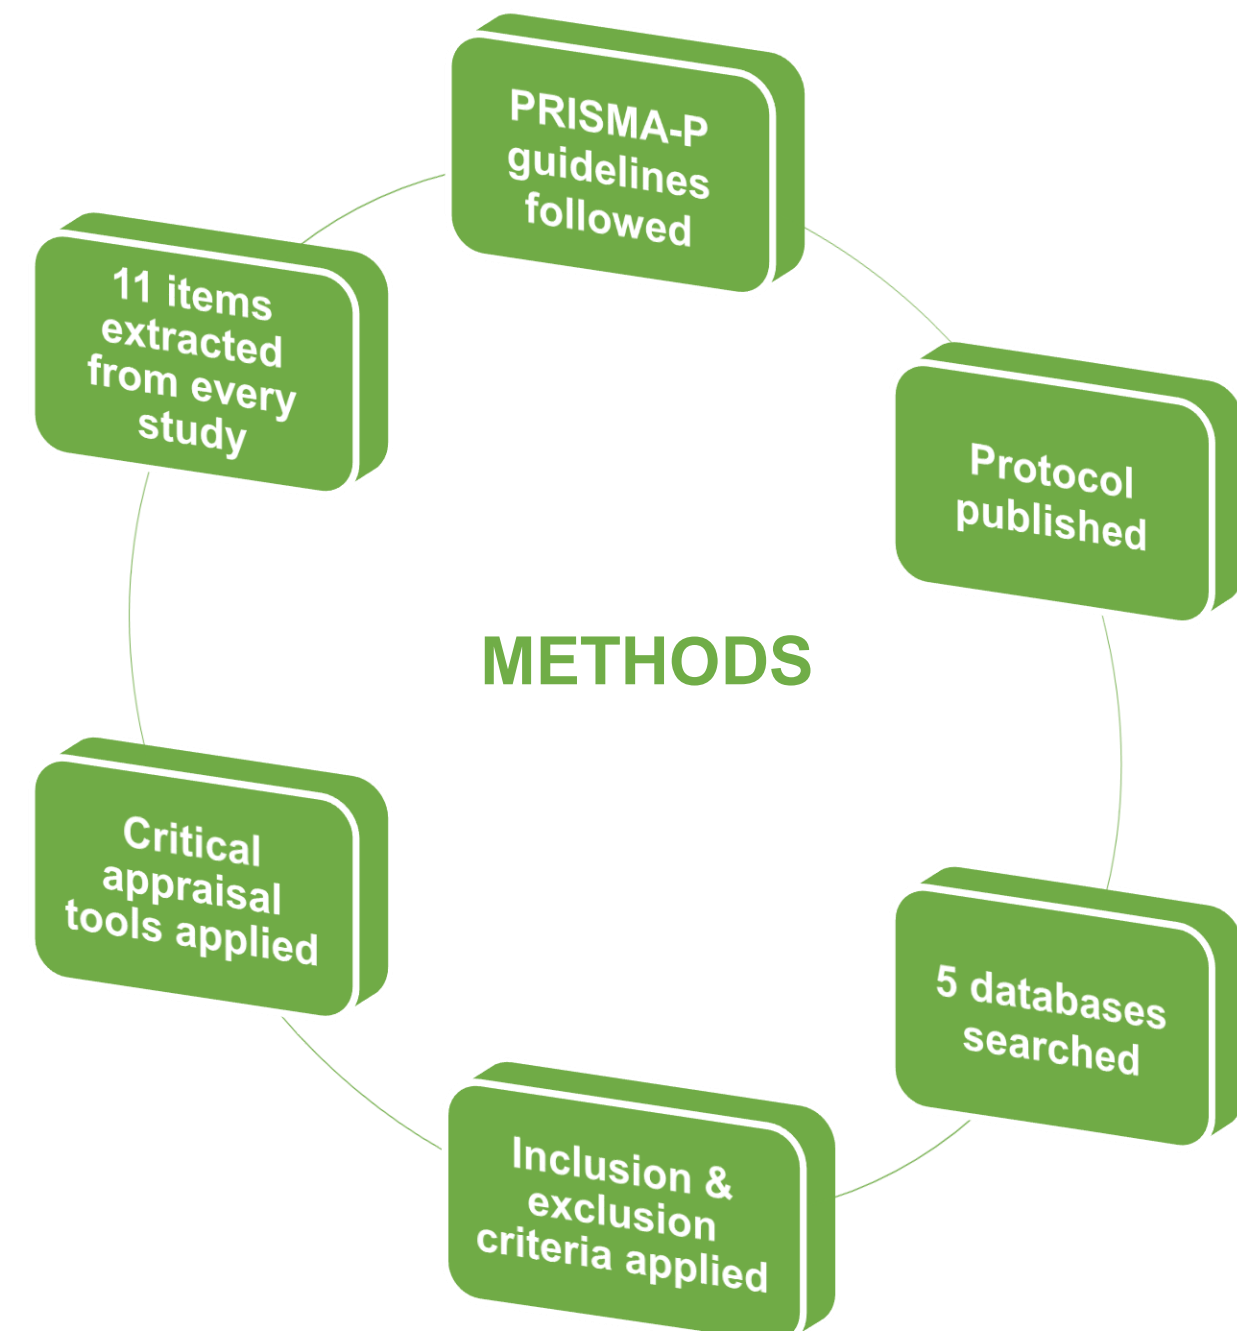 PRISMA-P
guidelines
followed
Protocol
published
5 databases
searched
Inclusion &
exclusion
criteria applied
Critical
appraisal
tools applied
11 items
extracted
from every
study
METHODS